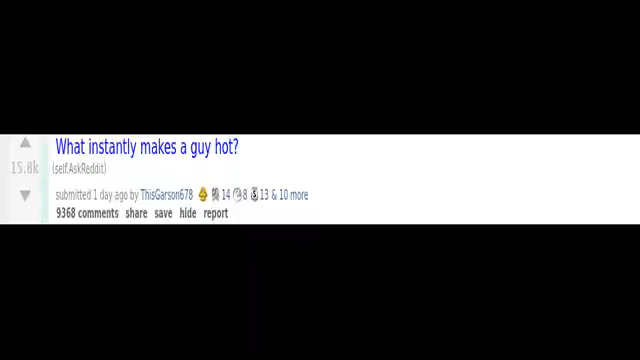 What instantly makes a guy hot?
15.8k
(self.AskReddit)
submitted 1 day ago by ThisGarson678 14 8 13 & 10 more
9368 comments share save hide report